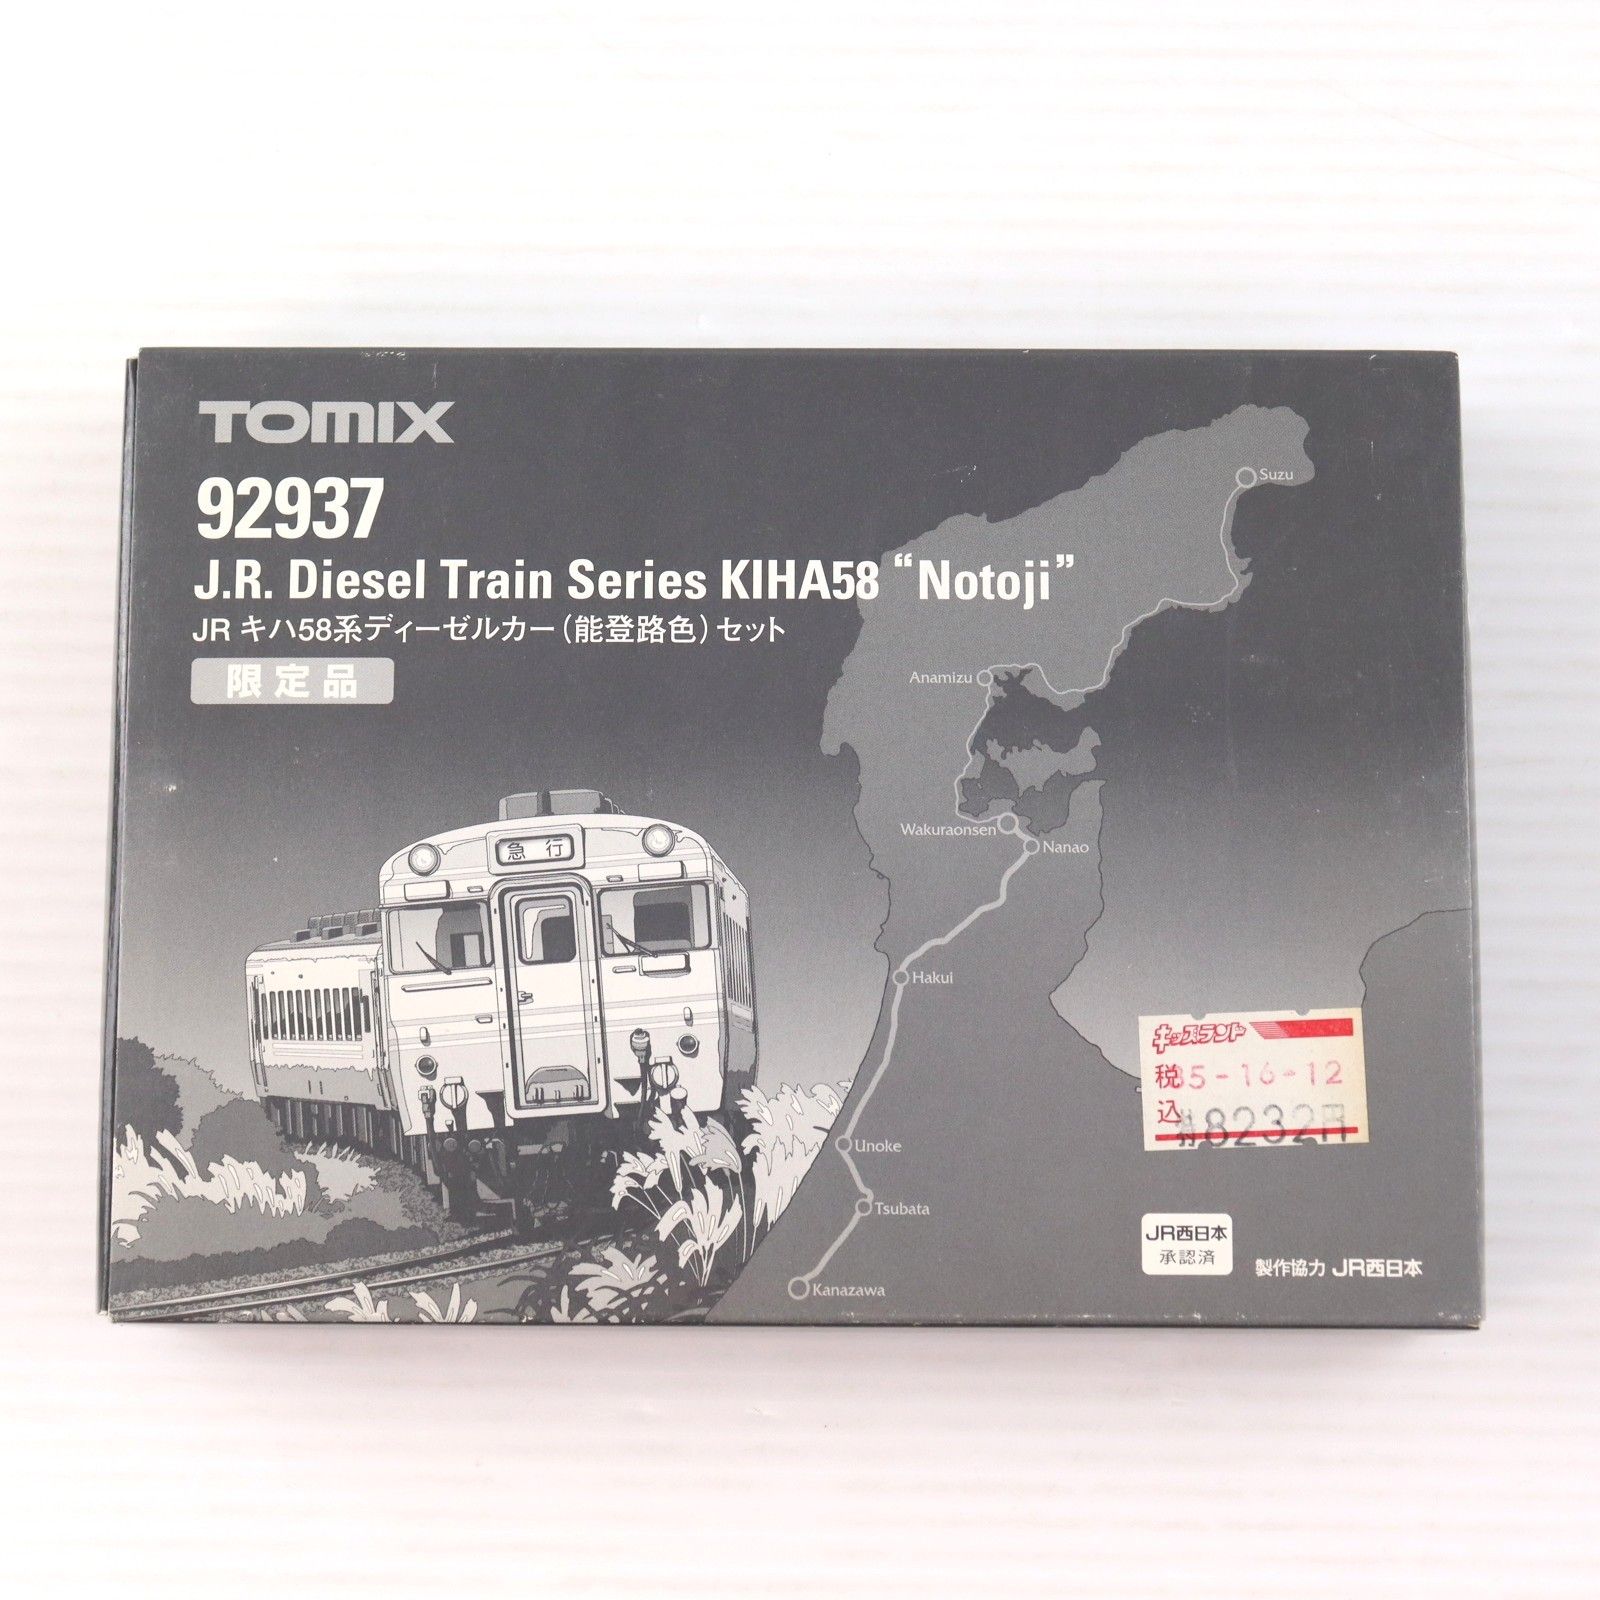 TOMIX
92937
J.R. Diesel Train Series KIHA58 “Notoji”
JR キハ58系ディーゼルカー（能登路色）セット
限定品
Suzu
Anamizu
Wakuraonsen
Nanao
急行
Hakui
キッズランド
税 85-16-12
込 特8232円
Unoke
Tsubata
JR西日本
承認済
製作協力 JR西日本
Kanazawa